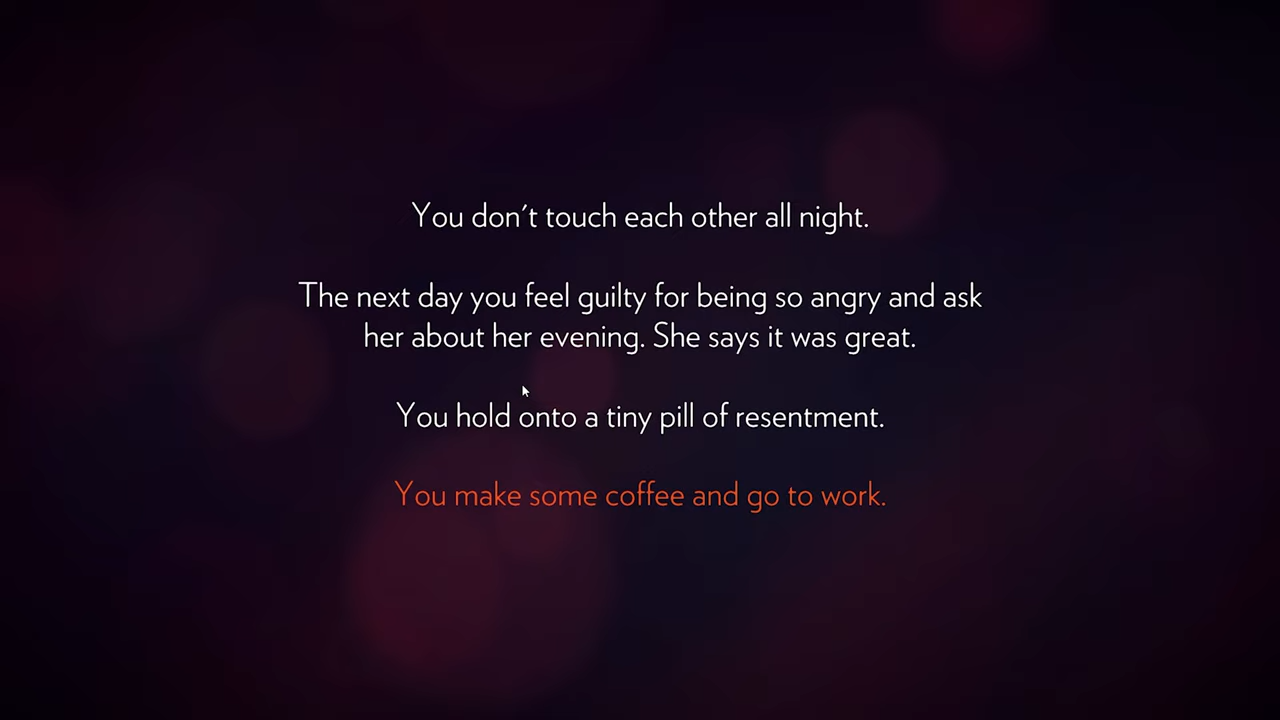 You don't touch each other all night.
The next day you feel guilty for being so angry and ask
her about her evening. She says it was great.
You hold onto a tiny pill of resentment.
You make some coffee and go to work.